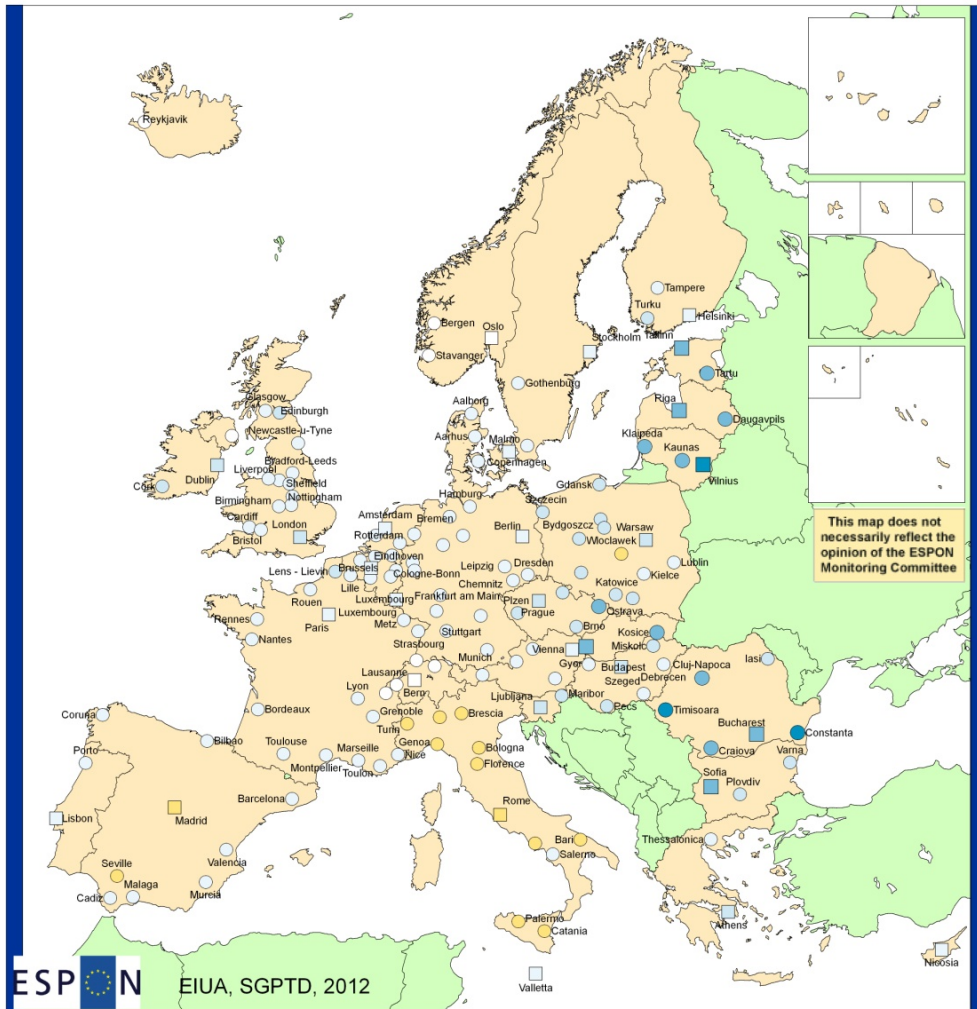 Reykjavik
Tampere
Turku
Helsinki
Bergen
Oslo
Stockholm
Tallinn
Stavanger
Tartu
Gothenburg
Glasgow
Edinburgh
Aalborg
Riga
Daugavpils
Newcastle-u-Tyne
Aarhus
Malmo
Klaipeda
Kaunas
Bradford-Leeds
Copenhagen
Vilnius
Liverpool
Dublin
Sheffield
Cork
Gdansk
Birmingham
Nottingham
Hamburg
Szczecin
Cardiff
London
Amsterdam
Bremen
Berlin
Bydgoszcz
Warsaw
Bristol
Rotterdam
Wloclawek
This map does not
necessarily reflect the
opinion of the ESPON
Monitoring Committee
Eindhoven
Lens - Lievin
Brussels
Leipzig
Dresden
Lublin
Cologne-Bonn
Chemnitz
Kielce
Lille
Katowice
Rouen
Luxembourg
Frankfurt am Main
Plzen
Paris
Luxembourg
Prague
Ostrava
Rennes
Metz
Stuttgart
Brno
Kosice
Nantes
Strasbourg
Vienna
Miskolc
Iasi
Munich
Gyor
Budapest
Cluj-Napoca
Lausanne
Szeged
Debrecen
Lyon
Bern
Ljubljana
Maribor
Bordeaux
Grenoble
Pecs
Timisoara
Coruna
Brescia
Bucharest
Constanta
Turin
Bilbao
Toulouse
Marseille
Genoa
Bologna
Craiova
Varna
Porto
Nice
Montpellier
Toulon
Florence
Sofia
Plovdiv
Barcelona
Rome
Lisbon
Madrid
Bari
Thessalonica
Salerno
Seville
Valencia
Malaga
Cadiz
Murcia
Palermo
Athens
Catania
Nicosia
ESPON
EIUA, SGPTD, 2012
Valletta